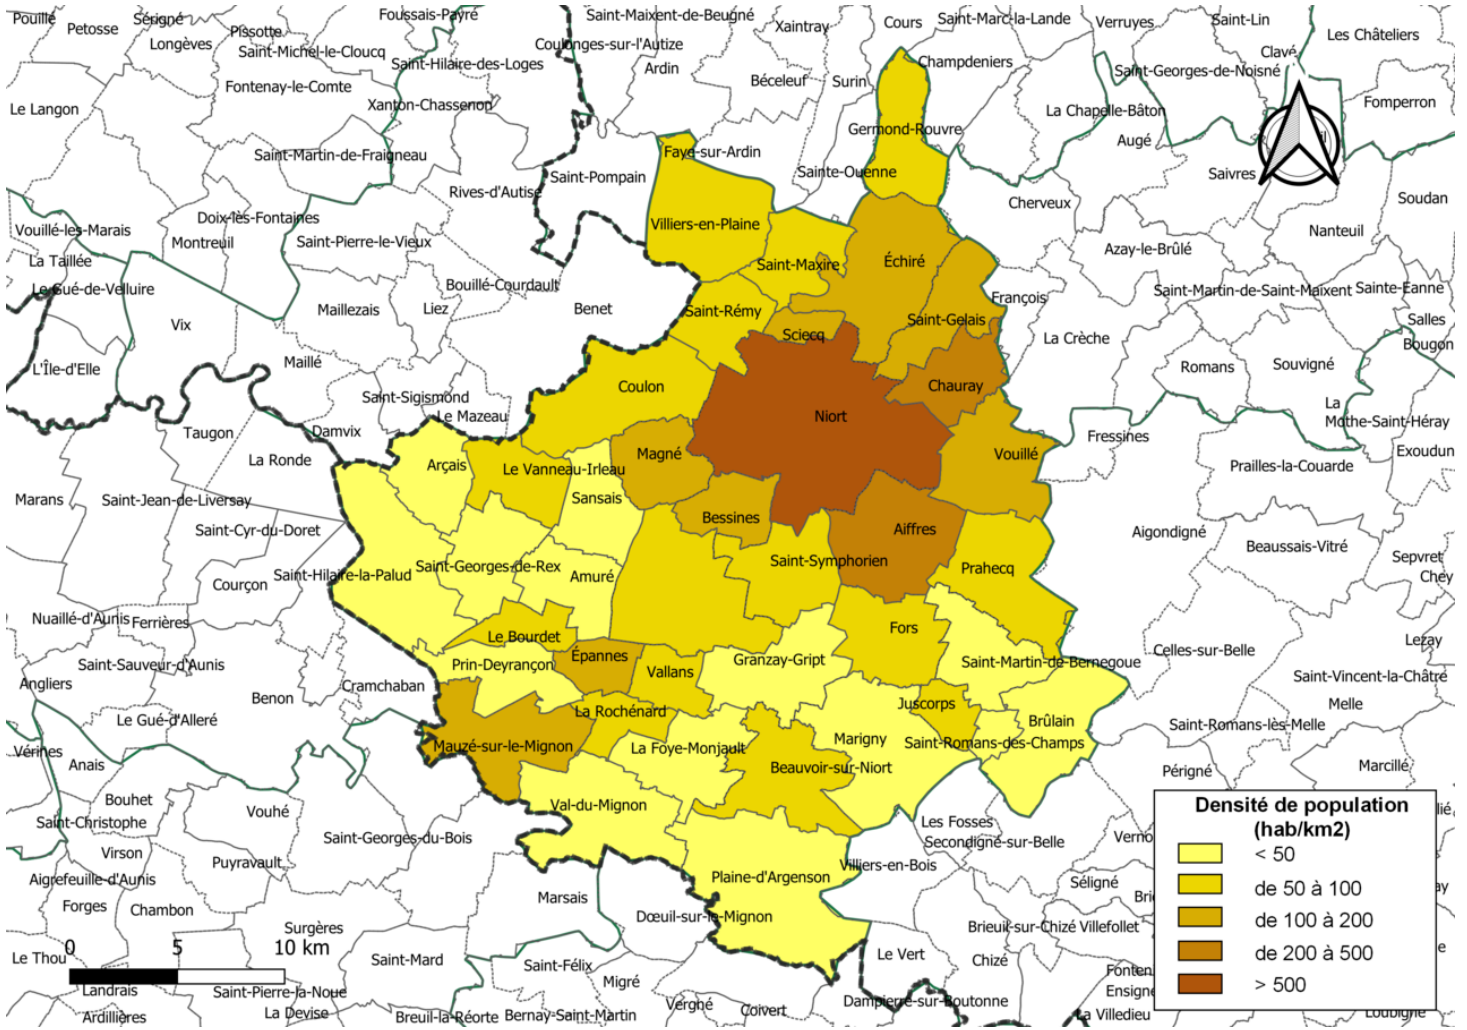 Pouillé
Sérigné
Foussais-Payré
Saint-Maixent-de-Beugné
Xaintray
Cours
Saint-Marc-la-Lande
Verruyes
Saint-Lin
Les Châteliers
Petosse
Pissotte
Longèves
Saint-Michel-le-Cloucq
Coulonges-sur-l'Autize
Clavé
Saint-Hilaire-des-Loges
Ardin
Béceleuf
Surin
Champdeniers
Saint-Georges-de-Noisné
Fontenay-le-Comte
Le Langon
Xanton-Chassenon
La Chapelle-Bâton
Fomperron
Germond-Rouvre
Augé
Saint-Martin-de-Fraigneau
Faye-sur-Ardin
Sainte-Ouenne
Saivres
Saint-Pompain
Rives-d'Autise
Cherveux
Soudan
Doix-lès-Fontaines
Vouillé-les-Marais
Montreuil
Saint-Pierre-le-Vieux
Villiers-en-Plaine
Nanteuil
Azay-le-Brûlé
La Taillée
Saint-Maxire
Échiré
Le Gué-de-Velluire
Bouillé-Courdault
François
Saint-Martin-de-Saint-Maixent
Sainte-Eanne
Vix
Maillezais
Liez
Benet
Saint-Rémy
Saint-Gelais
Salles
Sciecq
La Crèche
Bougon
L'Île-d'Elle
Maillé
Romans
Souvigné
Coulon
Chauray
Saint-Sigismond
Le Mazeau
Niort
La
Mothe-Saint-Héray
Taugon
Damvix
Fressines
La Ronde
Arçais
Le Vanneau-Irleau
Magné
Vouillé
Prailles-la-Couarde
Exoudun
Marans
Saint-Jean-de-Liversay
Sansais
Bessines
Saint-Cyr-du-Doret
Aiffres
Aigondigné
Beaussais-Vitré
Sepvret
Chey
Courçon
Saint-Hilaire-la-Palud
Saint-Georges-de-Rex
Amuré
Saint-Symphorien
Prahecq
Nuaillé-d'Aunis
Ferrières
Le Bourdet
Fors
Lezay
Saint-Sauveur-d'Aunis
Prin-Deyrançon
Épannes
Vallans
Granzay-Gript
Saint-Martin-de-Bernegoue
Celles-sur-Belle
Angliers
Benon
Cramchaban
Saint-Vincent-la-Châtre
Le Gué-d'Alleré
La Rochénard
Juscorps
Brûlain
Melle
Saint-Romans-lès-Melle
Vérines
Anais
Mauzé-sur-le-Mignon
La Foye-Monjault
Marigny
Saint-Romans-des-Champs
Beauvoir-sur-Niort
Périgné
Marcillé
Bouhet
Vouhé
Val-du-Mignon
Saint-Christophe
Saint-Georges-du-Bois
Les Fosses
Secondigné-sur-Belle
Virson
Puyravault
Villiers-en-Bois
Aigrefeuille-d'Aunis
Plaine-d'Argenson
Séligné
Forges
Chambon
Marsais
Dœuil-sur-le-Mignon
Brieuil-sur-Chizé
Villefollet
Surgères
Le Thou
Saint-Mard
Saint-Félix
Le Vert
Chizé
Landrais
Saint-Pierre-la-Noue
Migré
Ardillières
La Devise
Breuil-la-Réorte
Bernay-Saint-Martin
Vergné
Coivert
Dampierre-sur-Boutonne
La Villedieu
0 5 10 km
Densité de population
(hab/km2)
< 50
de 50 à 100
de 100 à 200
de 200 à 500
> 500